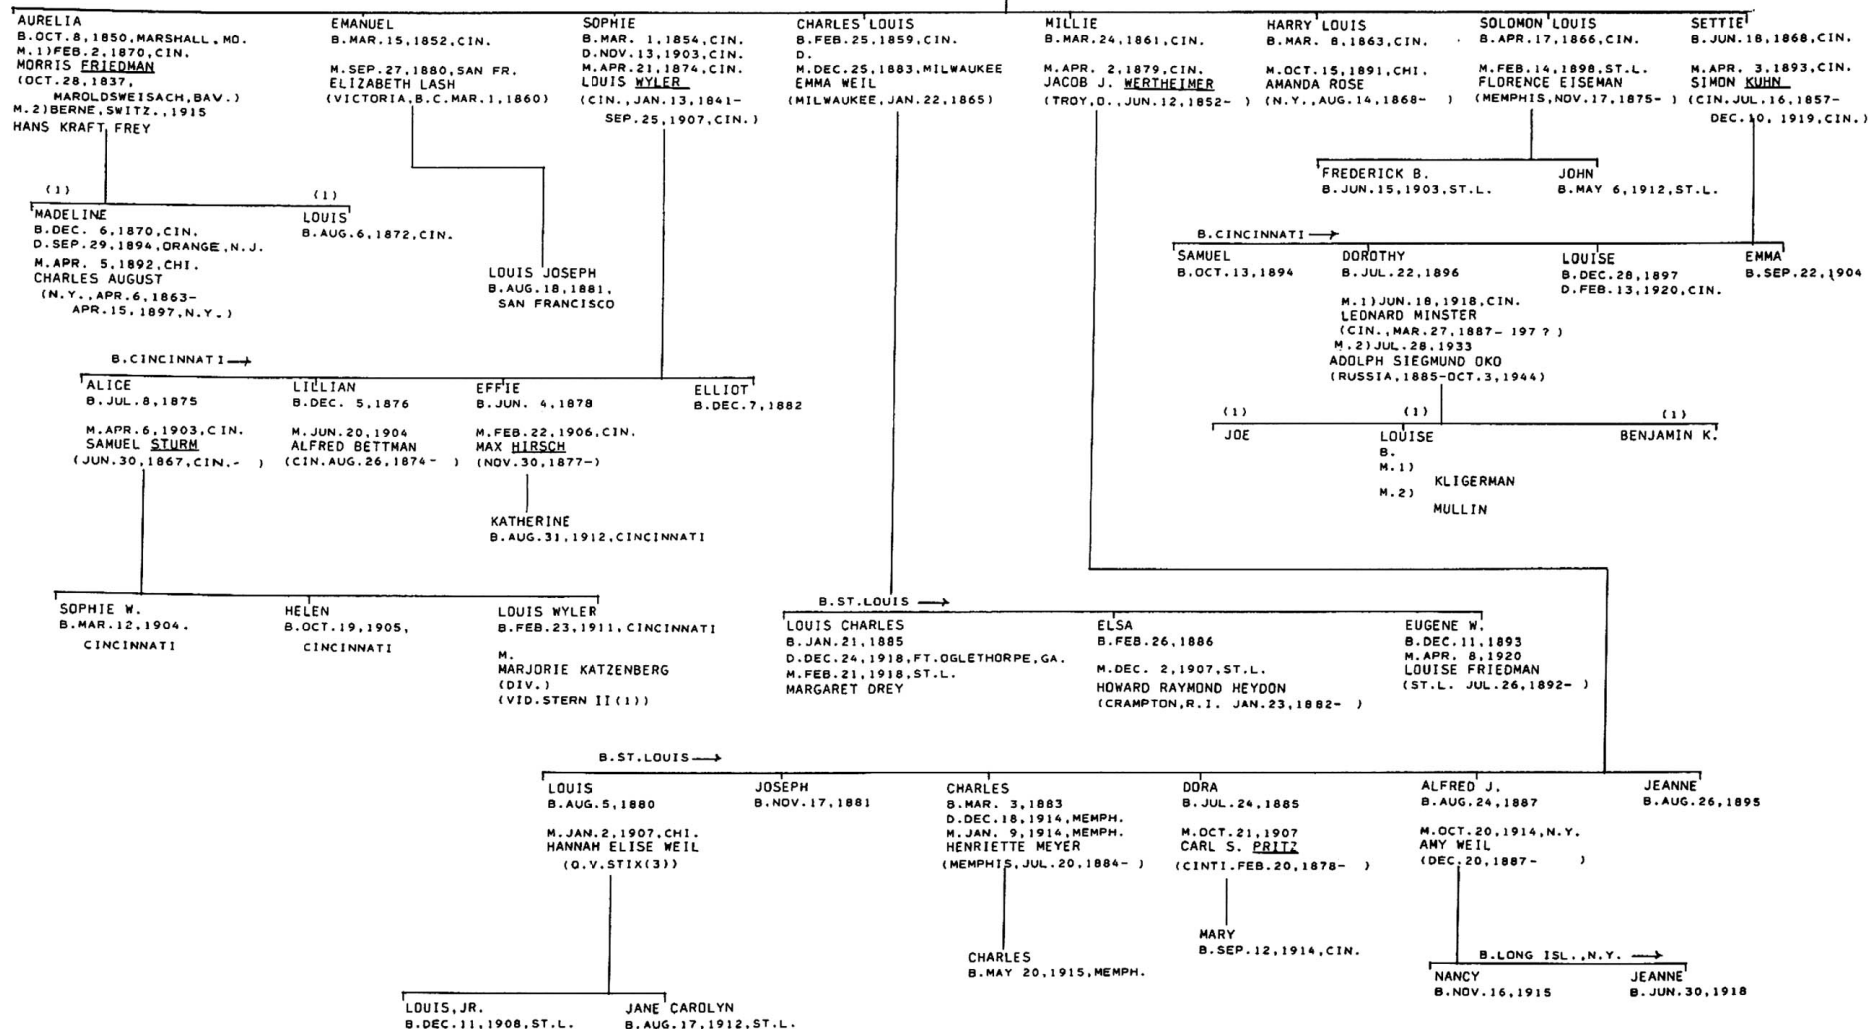 AURELIA
B.OCT.8,1850,MARSHALL,MO.
M.1)FEB.2,1870,CIN.
MORRIS FRIEDMAN
(OCT.28,1837,
MAROLDSWEISACH,BAV.)
M.2)BERNE,SWITZ.,1915
HANS KRAFT FREY
EMANUEL
B.MAR.15,1852,CIN.
M.SEP.27,1880,SAN FR.
ELIZABETH LASH
(VICTORIA,B.C.MAR.1,1860)
SOPHIE
B.MAR. 1,1854,CIN.
D.NOV.13,1903,CIN.
M.APR.21,1874,CIN.
LOUIS WYLER
(CIN.,JAN.13,1841-
SEP.25,1907,CIN.)
CHARLES LOUIS
B.FEB.25,1859,CIN.
D.
M.DEC.25,1883,MILWAUKEE
EMMA WEIL
(MILWAUKEE,JAN.22,1865)
MILLIE
B.MAR.24,1861,CIN.
M.APR. 2,1879,CIN.
JACOB J. WERTHEIMER
(TROY,O.,JUN.12,1852- )
HARRY LOUIS
B.MAR. 8,1863,CIN.
M.OCT.15,1891,CHI.
AMANDA ROSE
(N.Y.,AUG.14,1868- )
SOLOMON LOUIS
B.APR.17,1866,CIN.
M.FEB.14,1898,ST.L.
FLORENCE EISEMAN
(MEMPHIS,NOV.17,1875- )
SETTIE
B.JUN.18,1868,CIN.
M.APR. 3,1893,CIN.
SIMON KUHN
(CIN.JUL.16,1857-
DEC.10, 1919,CIN.)
FREDERICK B.
B.JUN.15,1903,ST.L.
JOHN
B.MAY 6,1912,ST.L.
(1)
MADELINE
B.DEC. 6,1870,CIN.
D.SEP.29,1894,ORANGE,N.J.
M.APR. 5,1892,CHI.
CHARLES AUGUST
(N.Y.,APR.6,1863-
APR.15,1897,N.Y.)
(1)
LOUIS
B.AUG.6,1872,CIN.
LOUIS JOSEPH
B.AUG.18,1881,
SAN FRANCISCO
B.CINCINNATI→
SAMUEL
B.OCT.13,1894
DOROTHY
B.JUL.22,1896
M.1)JUN.18,1918,CIN.
LEONARD MINSTER
(CIN.,MAR.27,1887- 197 ?)
M.2)JUL.28,1933
ADOLPH SIEGMUND OKO
(RUSSIA,1885-OCT.3,1944)
LOUISE
B.DEC.28,1897
D.FEB.13,1920,CIN.
EMMA
B.SEP.22,1904
B.CINCINNATI→
ALICE
B.JUL.8,1875
M.APR.6,1903,CIN.
SAMUEL STURM
(JUN.30,1867,CIN.- )
LILLIAN
B.DEC. 5,1876
M.JUN.20,1904
ALFRED BETTMAN
(CIN.AUG.26,1874- )
EFFIE
B.JUN. 4,1878
M.FEB.22,1906,CIN.
MAX HIRSCH
(NOV.30,1877-)
ELLIOT
B.DEC.7,1882
(1)
JOE
(1)
LOUISE
B.
M.1)
KLIGERMAN
M.2)
MULLIN
(1)
BENJAMIN K.
KATHERINE
B.AUG.31,1912,CINCINNATI
SOPHIE W.
B.MAR.12,1904.
CINCINNATI
HELEN
B.OCT.19,1905,
CINCINNATI
LOUIS WYLER
B.FEB.23,1911,CINCINNATI
M.
MARJORIE KATZENBERG
(DIV.)
(VID.STERN II(1))
B.ST.LOUIS →
LOUIS CHARLES
B.JAN.21,1885
D.DEC.24,1918,FT.OGLETHORPE,GA.
M.FEB.21,1918,ST.L.
MARGARET DREY
ELSA
B.FEB.26,1886
M.DEC. 2,1907,ST.L.
HOWARD RAYMOND HEYDON
(CRAMPTON,R.I. JAN.23,1882- )
EUGENE W.
B.DEC.11,1893
M.APR. 8,1920
LOUISE FRIEDMAN
(ST.L. JUL.26,1892- )
B.ST.LOUIS→
LOUIS
B.AUG.5,1880
M.JAN.2,1907,CHI.
HANNAH ELISE WEIL
(Q.V.STIX(3))
JOSEPH
B.NOV.17,1881
CHARLES
B.MAR. 3,1883
D.DEC.18,1914,MEMPH.
M.JAN. 9,1914,MEMPH.
HENRIETTE MEYER
(MEMPHIS,JUL.20,1884- )
DORA
B.JUL.24,1885
M.OCT.21,1907
CARL S. PRITZ
(CINTI.FEB.20,1878- )
ALFRED J.
B.AUG.24,1887
M.OCT.20,1914,N.Y.
AMY WEIL
(DEC.20,1887- )
JEANNE
B.AUG.26,1895
CHARLES
B.MAY 20,1915,MEMPH.
MARY
B.SEP.12,1914,CIN.
B.LONG ISL.,N.Y. →
NANCY
B.NOV.16,1915
JEANNE
B.JUN.30,1918
LOUIS,JR.
B.DEC.11,1908,ST.L.
JANE CAROLYN
B.AUG.17,1912,ST.L.